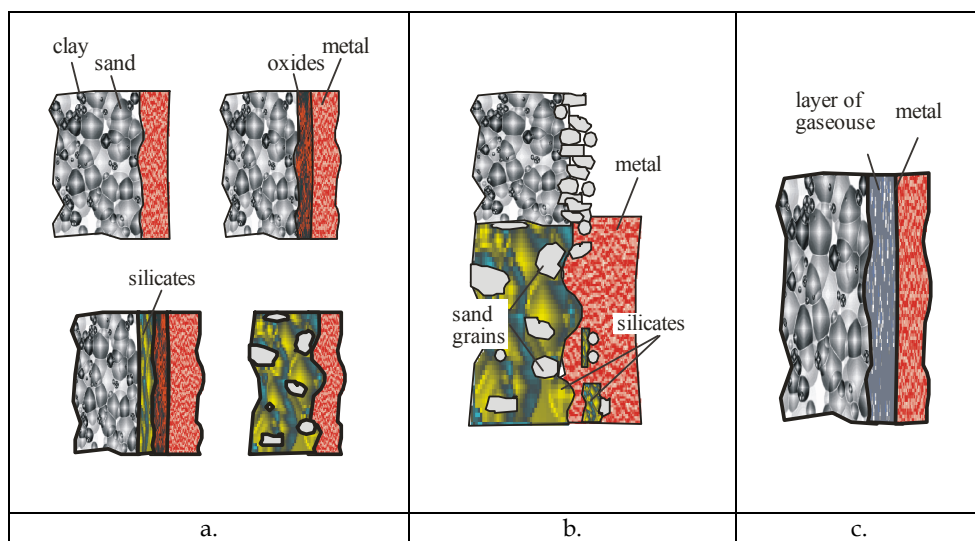 clay
sand
metal
oxides
silicates
metal
sand
grains
silicates
layer of
gaseouse
metal
a.
b.
c.